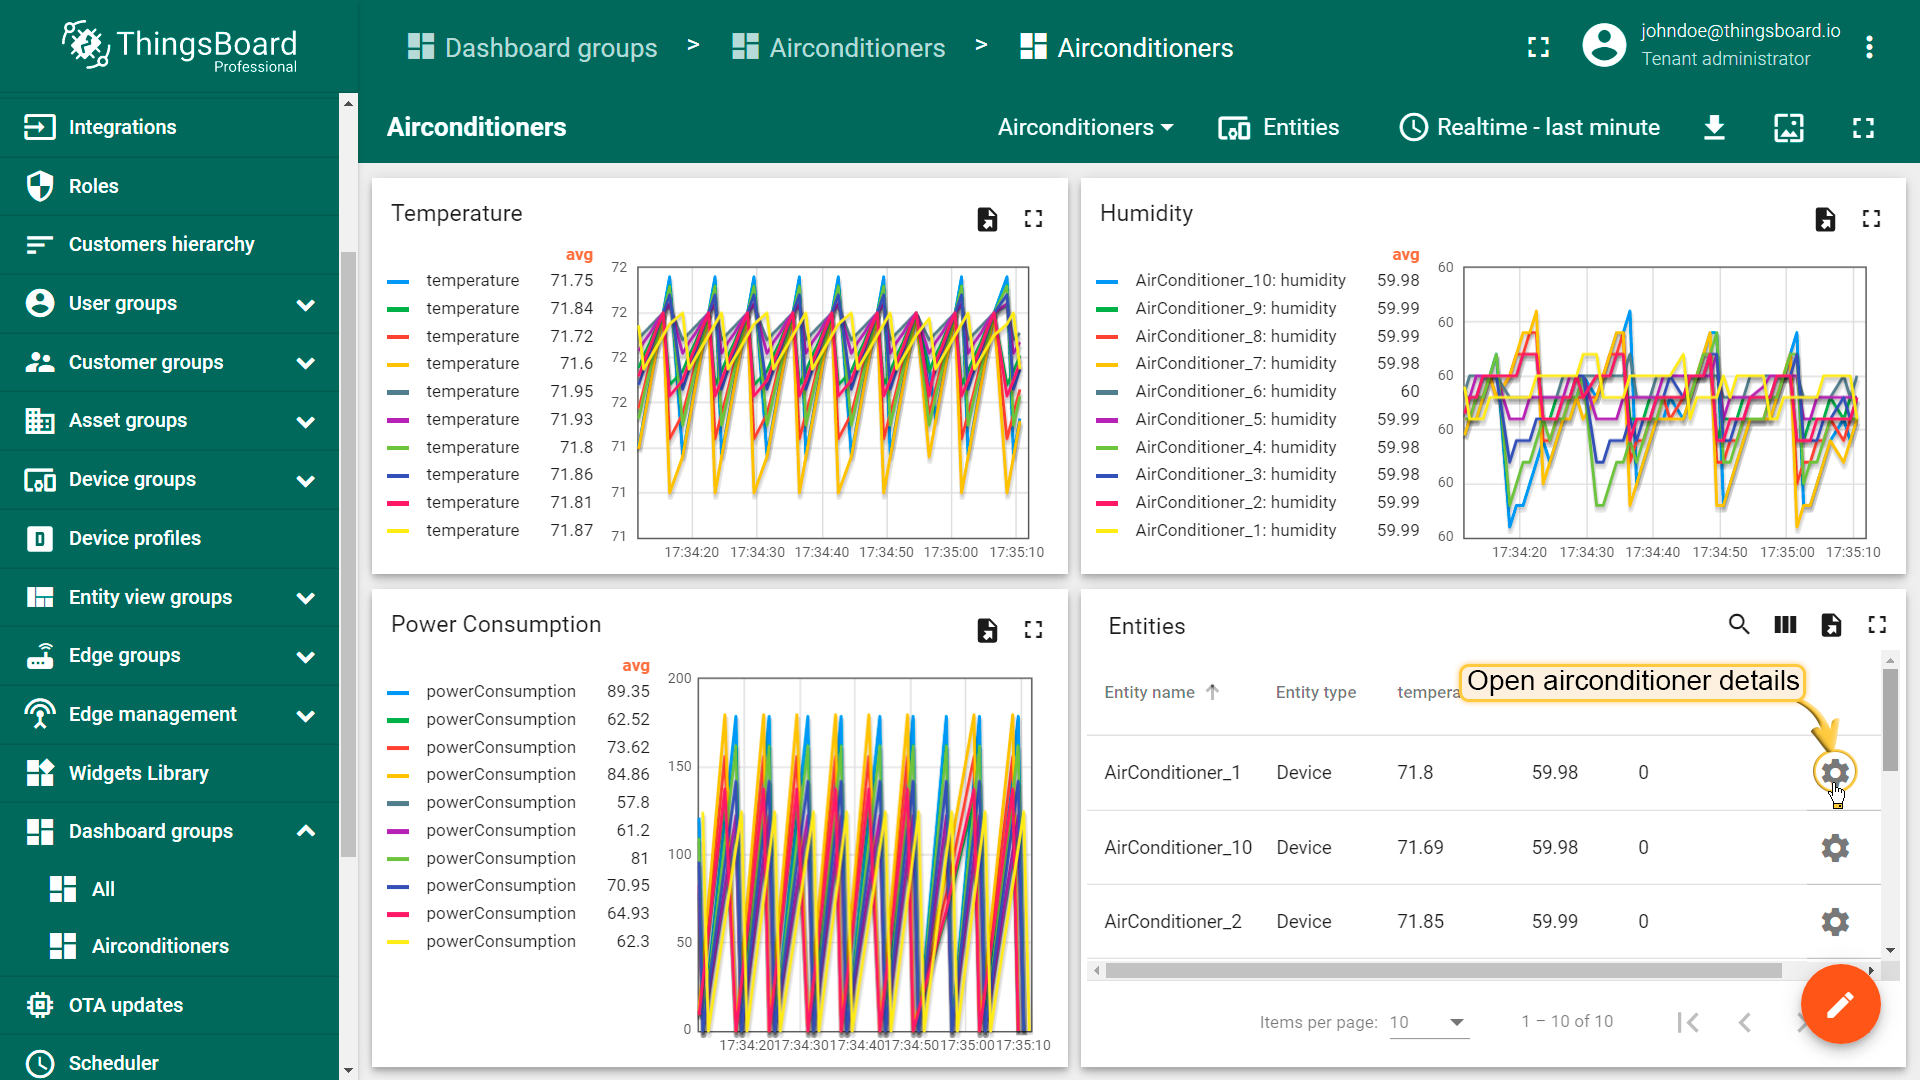 ThingsBoard
Professional
Dashboard groups > Airconditioners > Airconditioners
johndoe@thingsboard.io
Tenant administrator
Airconditioners
Airconditioners
Entities
Realtime - last minute
Integrations
Roles
Customers hierarchy
User groups
Customer groups
Asset groups
Device groups
Device profiles
Entity view groups
Edge groups
Edge management
Widgets Library
Dashboard groups
All
Airconditioners
OTA updates
Scheduler
Temperature
avg
temperature 71.75
temperature 71.84
temperature 71.72
temperature 71.6
temperature 71.95
temperature 71.93
temperature 71.8
temperature 71.86
temperature 71.81
temperature 71.87
72
72
72
72
71
71
71
17:34:20 17:34:30 17:34:40 17:34:50 17:35:00 17:35:10
Humidity
avg
AirConditioner_10: humidity 59.98
AirConditioner_9: humidity 59.99
AirConditioner_8: humidity 59.99
AirConditioner_7: humidity 59.98
AirConditioner_6: humidity 60
AirConditioner_5: humidity 59.99
AirConditioner_4: humidity 59.98
AirConditioner_3: humidity 59.98
AirConditioner_2: humidity 59.99
AirConditioner_1: humidity 59.99
60
60
60
60
60
60
17:34:20 17:34:30 17:34:40 17:34:50 17:35:00 17:35:10
Power Consumption
avg
powerConsumption 89.35
powerConsumption 62.52
powerConsumption 73.62
powerConsumption 84.86
powerConsumption 57.8
powerConsumption 61.2
powerConsumption 81
powerConsumption 70.95
powerConsumption 64.93
powerConsumption 62.3
200
150
100
50
0
17:34:20 17:34:30 17:34:40 17:34:50 17:35:00 17:35:10
Entities
Open airconditioner details
Entity name Entity type tempera
AirConditioner_1 Device 71.8 59.98 0
AirConditioner_10 Device 71.69 59.98 0
AirConditioner_2 Device 71.85 59.99 0
Items per page: 10 1 – 10 of 10